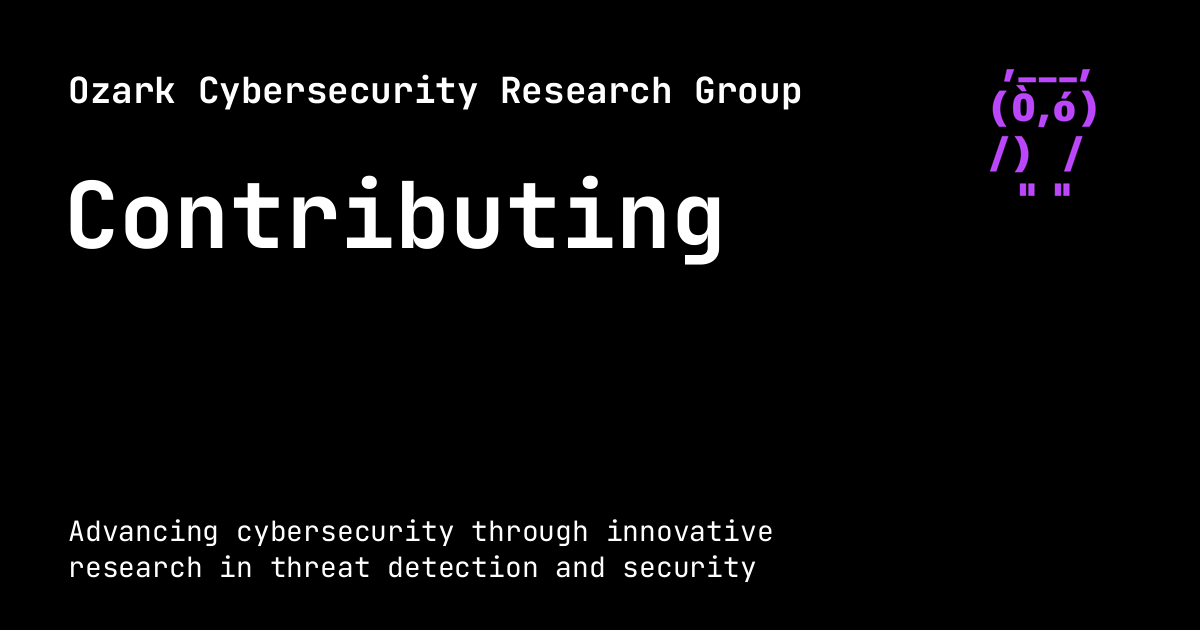 Ozark Cybersecurity Research Group
,___,
(Ò,ó)
/) /
" "
Contributing
Advancing cybersecurity through innovative
research in threat detection and security